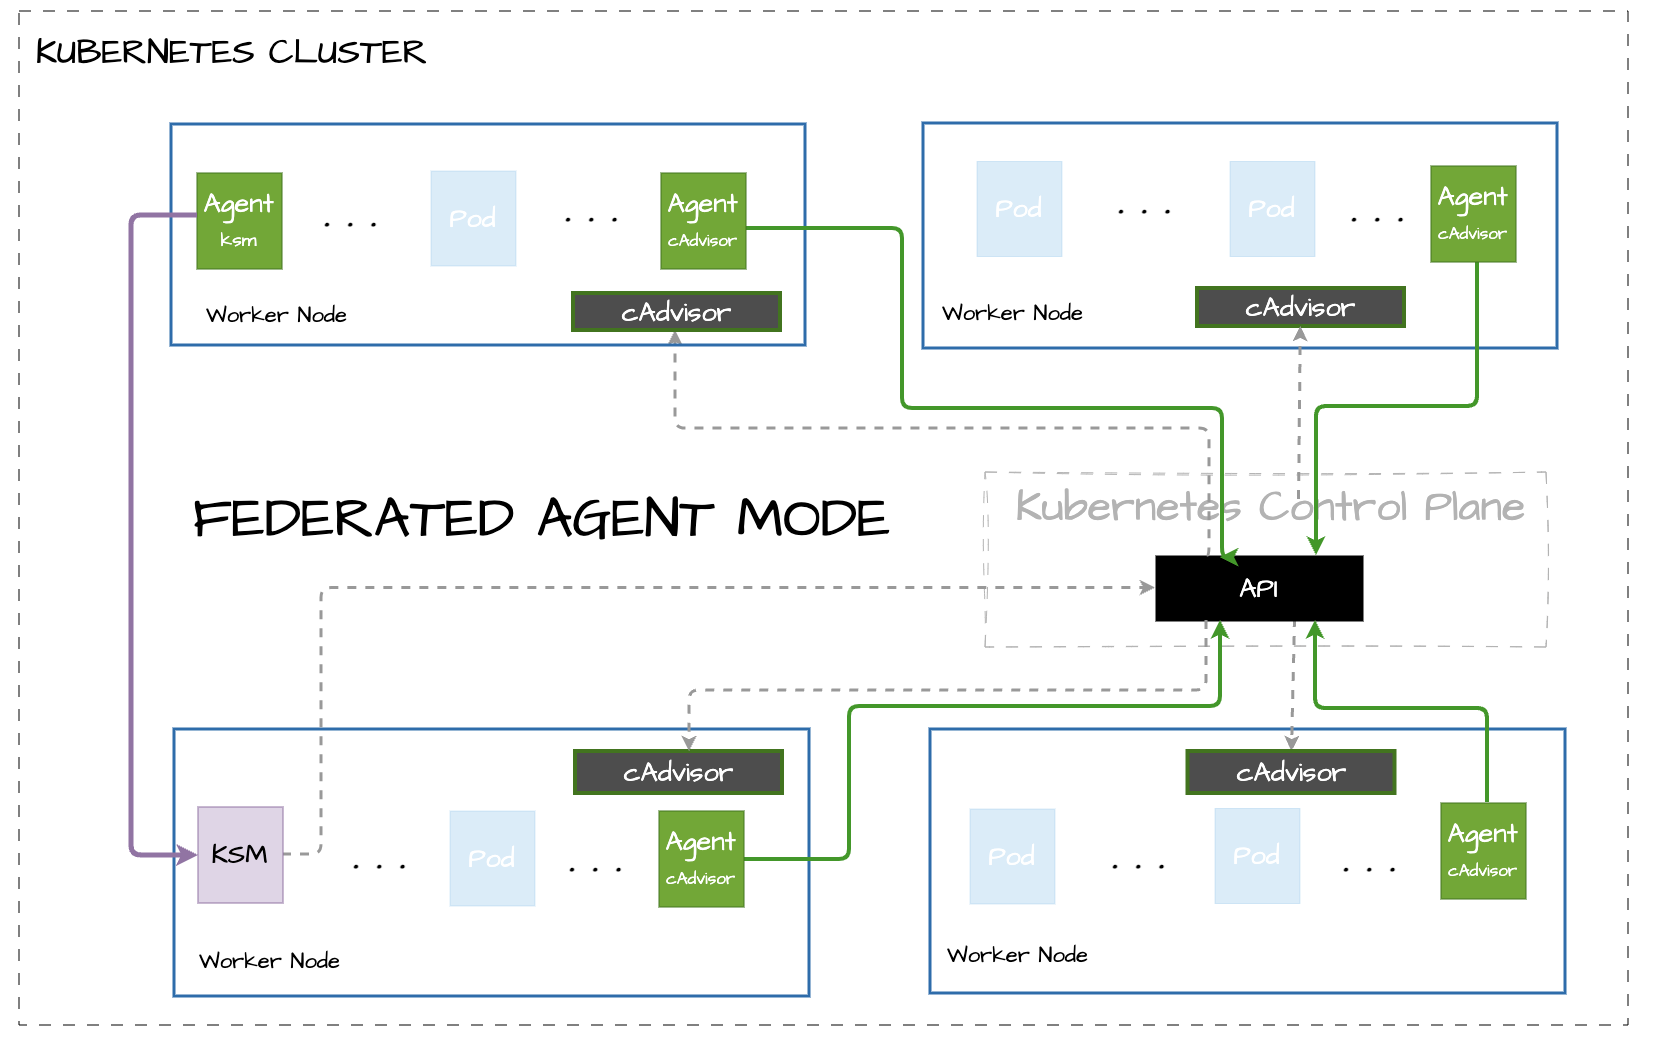 KUBERNETES CLUSTER
Agent
ksm
. . .
Pod
. . .
Agent
cAdvisor
Worker Node
cAdvisor
Pod
. . .
Pod
. . .
Agent
cAdvisor
Worker Node
cAdvisor
FEDERATED AGENT MODE
Kubernetes Control Plane
API
cAdvisor
KSM
. . .
Pod
. . .
Agent
cAdvisor
Worker Node
cAdvisor
Pod
. . .
Pod
. . .
Agent
cAdvisor
Worker Node